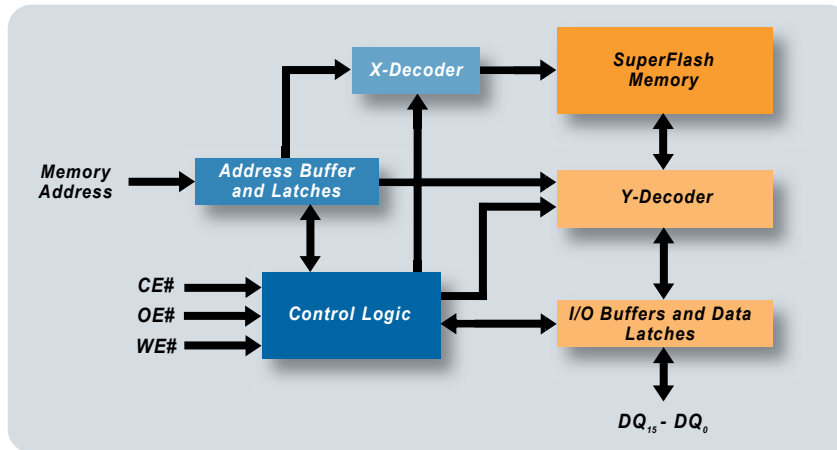 X-Decoder
SuperFlash
Memory
Memory
Address
Address Buffer
and Latches
Y-Decoder
CE#
OE#
WE#
Control Logic
I/O Buffers and Data
Latches
DQ₁₅ - DQ₀